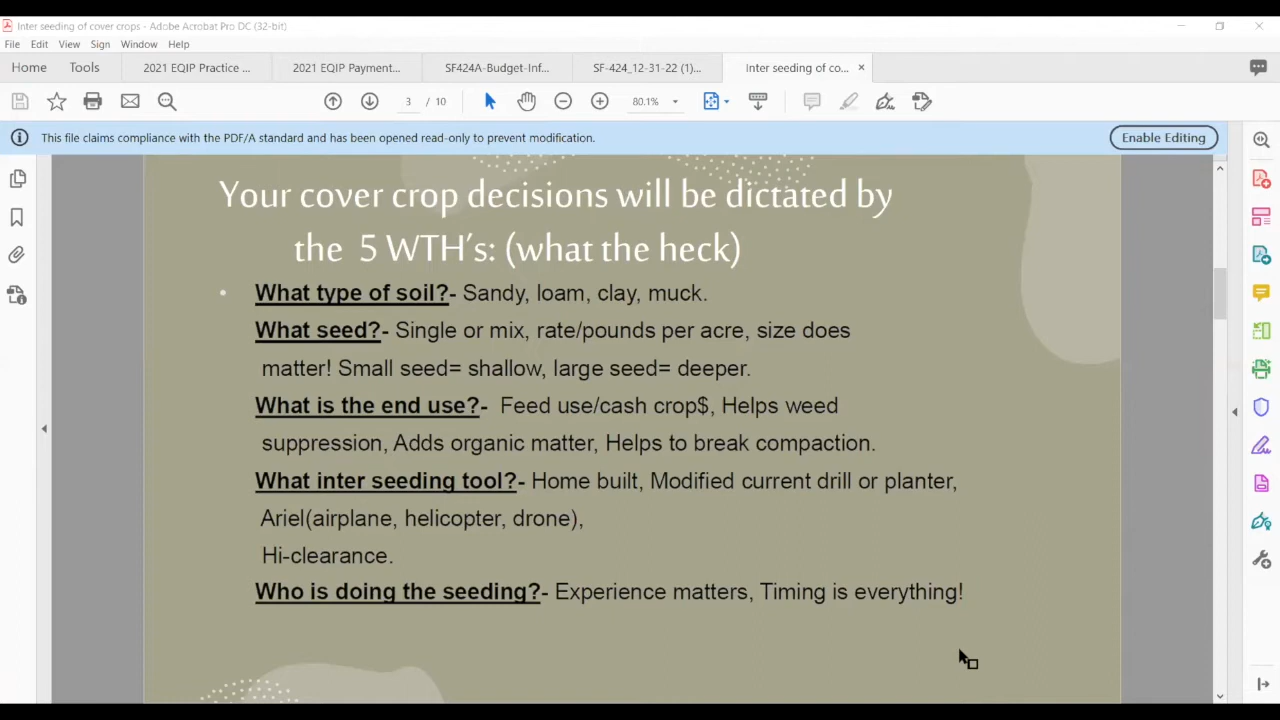 Inter seeding of cover crops - Adobe Acrobat Pro DC (32-bit)
File Edit View Sign Window Help
Home Tools 2021 EQIP Practice ... 2021 EQIP Payment... SF424A-Budget-Inf... SF-424_12-31-22 (1)... Inter seeding of co... ×
3 / 10 80.1%
This file claims compliance with the PDF/A standard and has been opened read-only to prevent modification. Enable Editing
Your cover crop decisions will be dictated by
the 5 WTH's: (what the heck)
• What type of soil?- Sandy, loam, clay, muck.
What seed?- Single or mix, rate/pounds per acre, size does
matter! Small seed= shallow, large seed= deeper.
What is the end use?- Feed use/cash crop$, Helps weed
suppression, Adds organic matter, Helps to break compaction.
What inter seeding tool?- Home built, Modified current drill or planter,
Ariel(airplane, helicopter, drone),
Hi-clearance.
Who is doing the seeding?- Experience matters, Timing is everything!